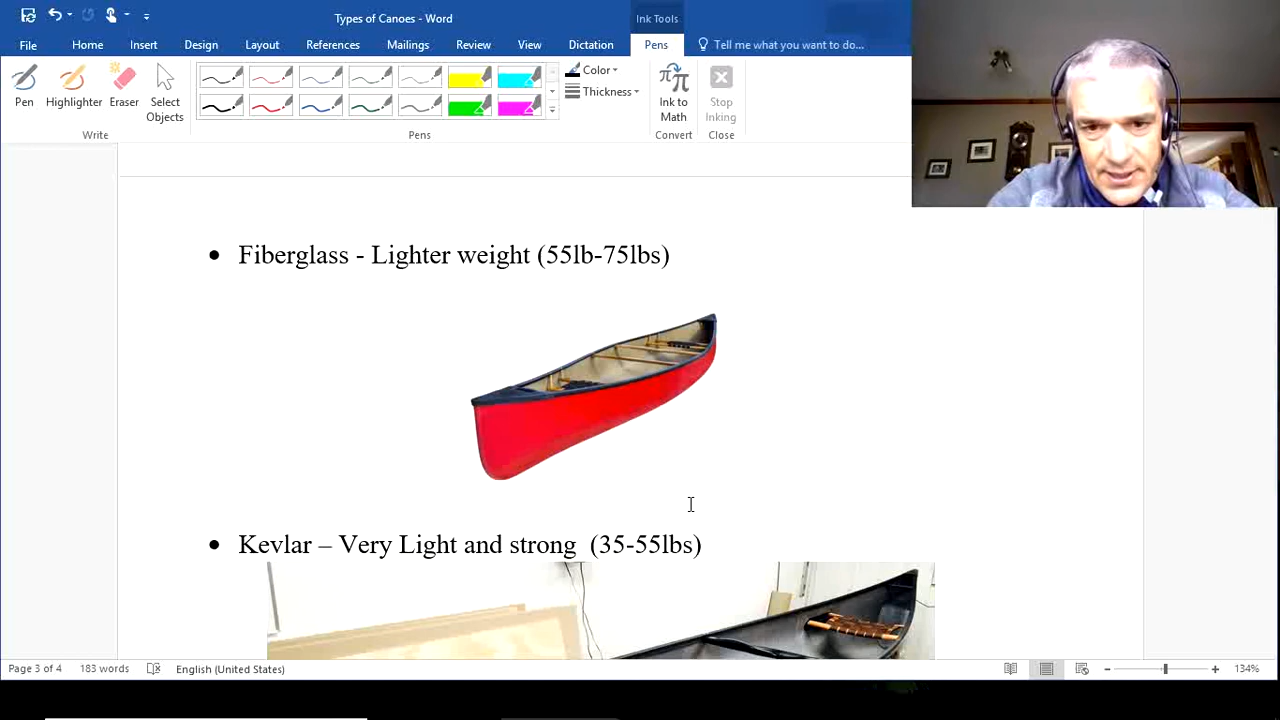 Types of Canoes - Word
Ink Tools
File Home Insert Design Layout References Mailings Review View Dictation Pens Tell me what you want to do...
Pen Highlighter Eraser Select Objects
Color
Thickness
Ink to Math
Stop Inking
Write Pens Convert Close
• Fiberglass - Lighter weight (55lb-75lbs)
• Kevlar – Very Light and strong (35-55lbs)
Page 3 of 4 183 words English (United States) 134%